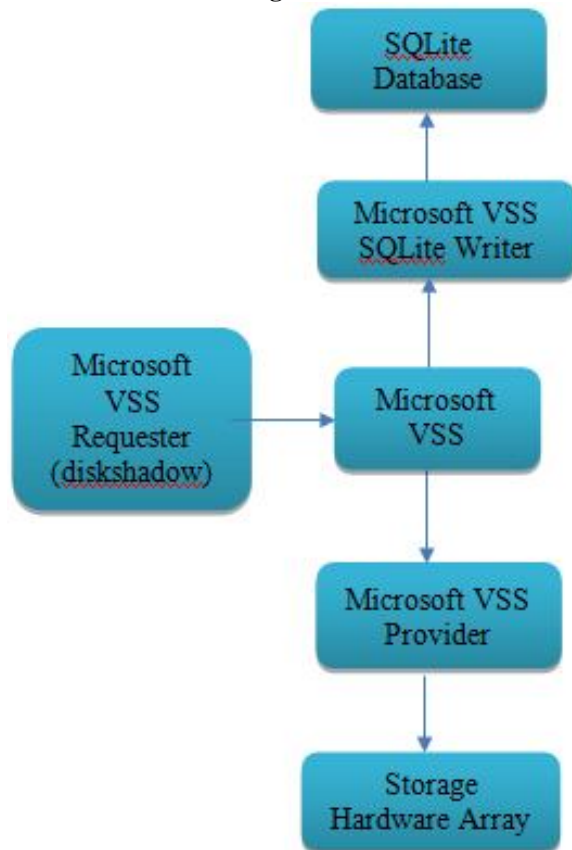 SQLite
Database
Microsoft VSS
SQLite Writer
Microsoft
VSS
Requester
(diskshadow)
Microsoft
VSS
Microsoft VSS
Provider
Storage
Hardware Array